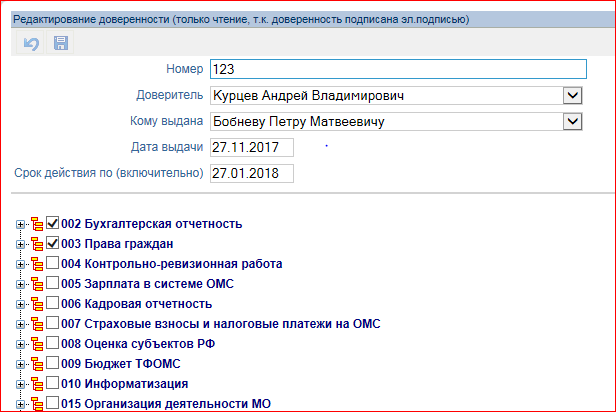 Редактирование доверенности (только чтение, т.к. доверенность подписана эл.подписью)
Номер 123
Доверитель Курцев Андрей Владимирович
Кому выдана Бобневу Петру Матвеевичу
Дата выдачи 27.11.2017
Срок действия по (включительно) 27.01.2018
002 Бухгалтерская отчетность
003 Права граждан
004 Контрольно-ревизионная работа
005 Зарплата в системе ОМС
006 Кадровая отчетность
007 Страховые взносы и налоговые платежи на ОМС
008 Оценка субъектов РФ
009 Бюджет ТФОМС
010 Информатизация
015 Организация деятельности МО